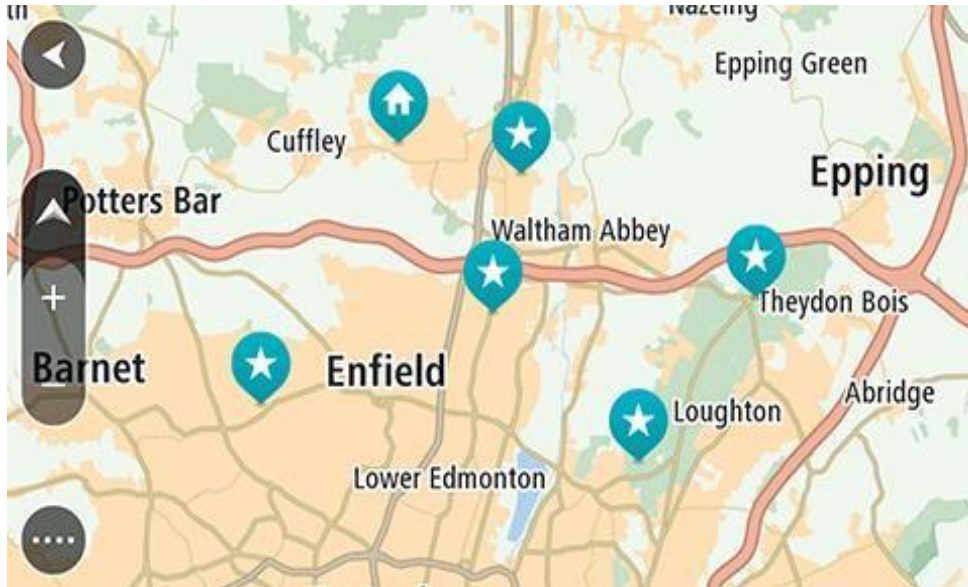 Nazeing
Epping Green
Cuffley
Epping
Potters Bar
Waltham Abbey
Theydon Bois
Barnet
Enfield
Abridge
Loughton
Lower Edmonton